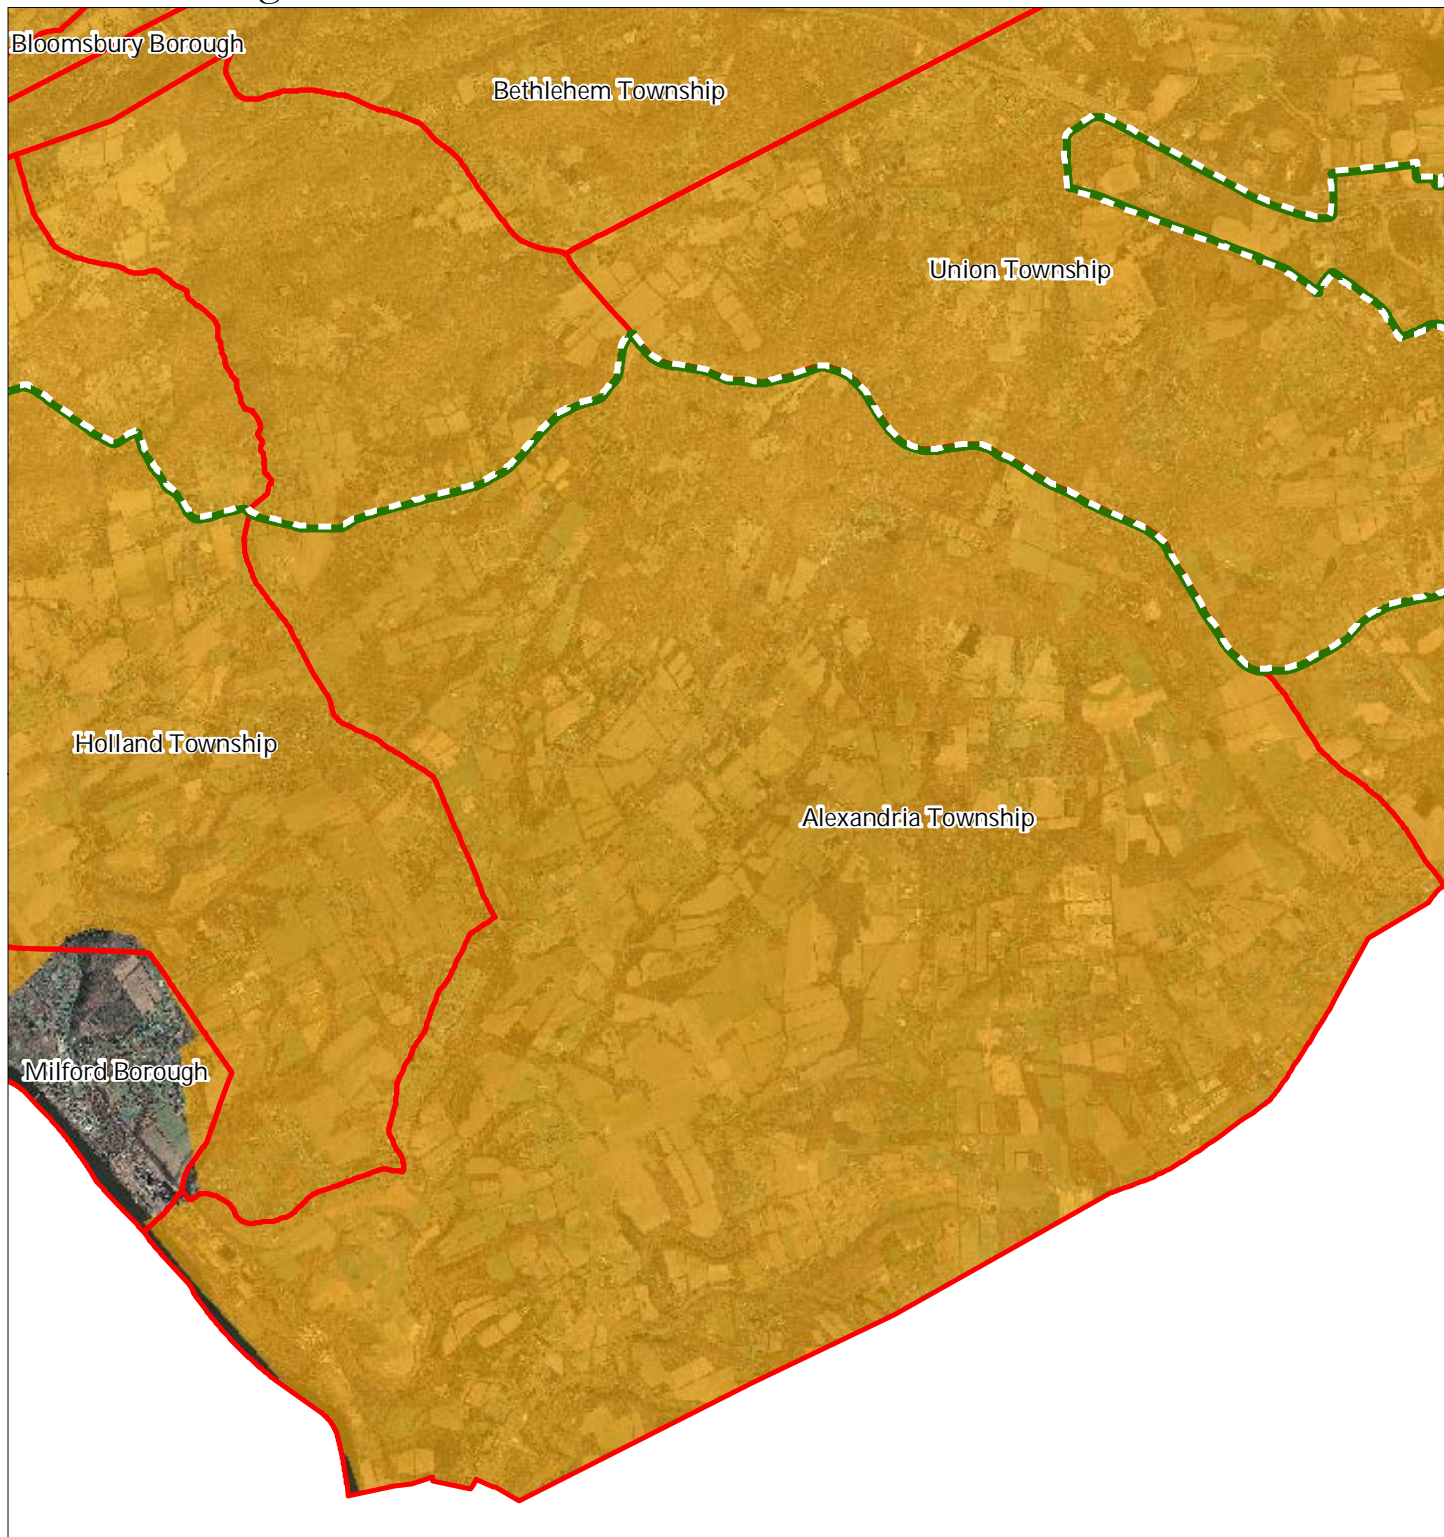 Bloomsbury Borough
Bethlehem Township
Union Township
Holland Township
Alexandria Township
Milford Borough